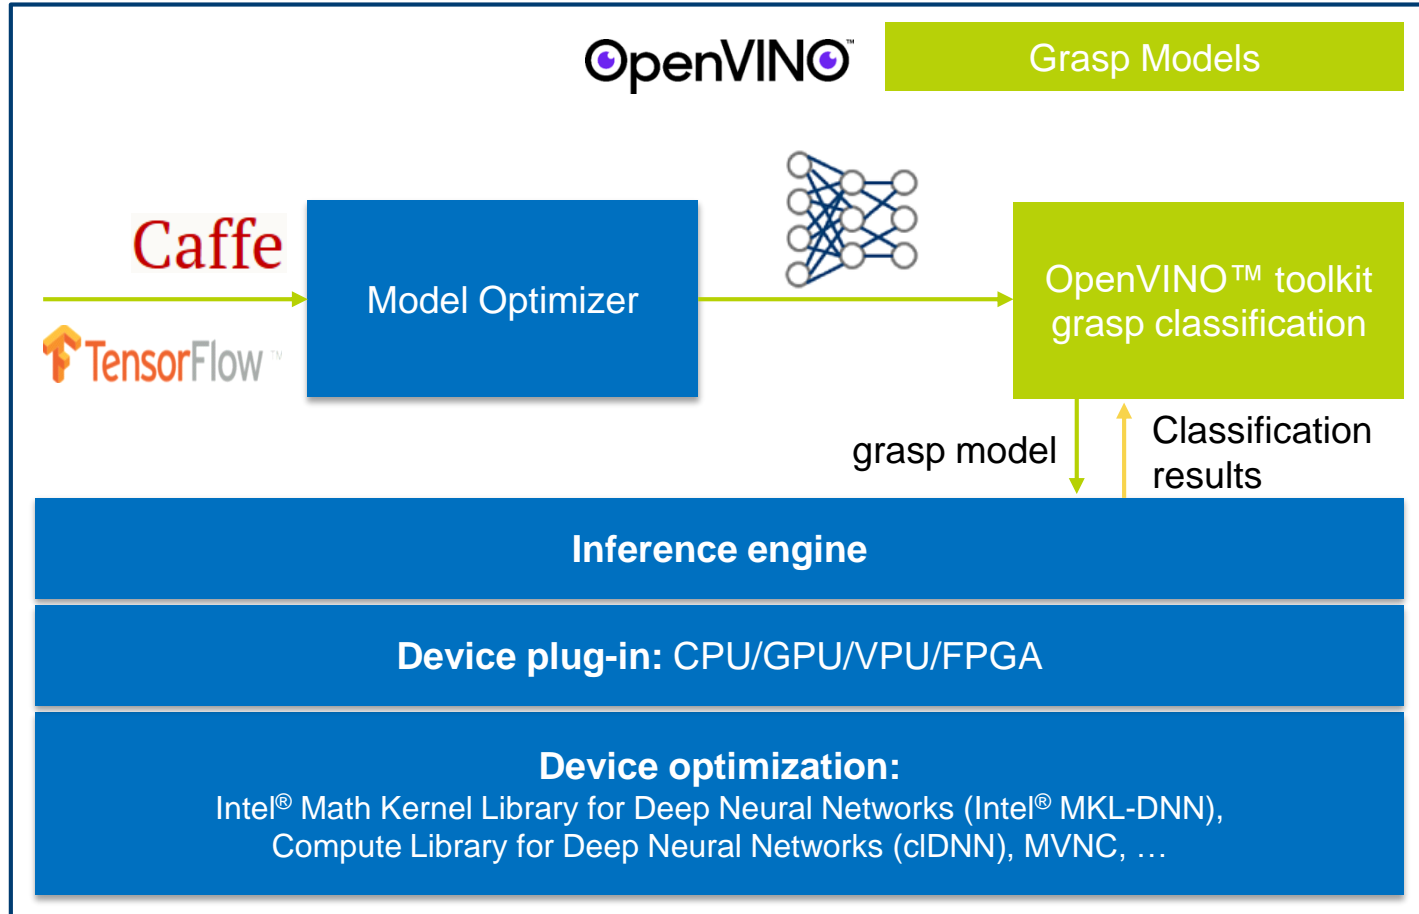 OpenVINO™
Grasp Models
Caffe
TensorFlow™
Model Optimizer
OpenVINO™ toolkit
grasp classification
grasp model
Classification
results
Inference engine
Device plug-in: CPU/GPU/VPU/FPGA
Device optimization:
Intel® Math Kernel Library for Deep Neural Networks (Intel® MKL-DNN),
Compute Library for Deep Neural Networks (clDNN), MVNC, …